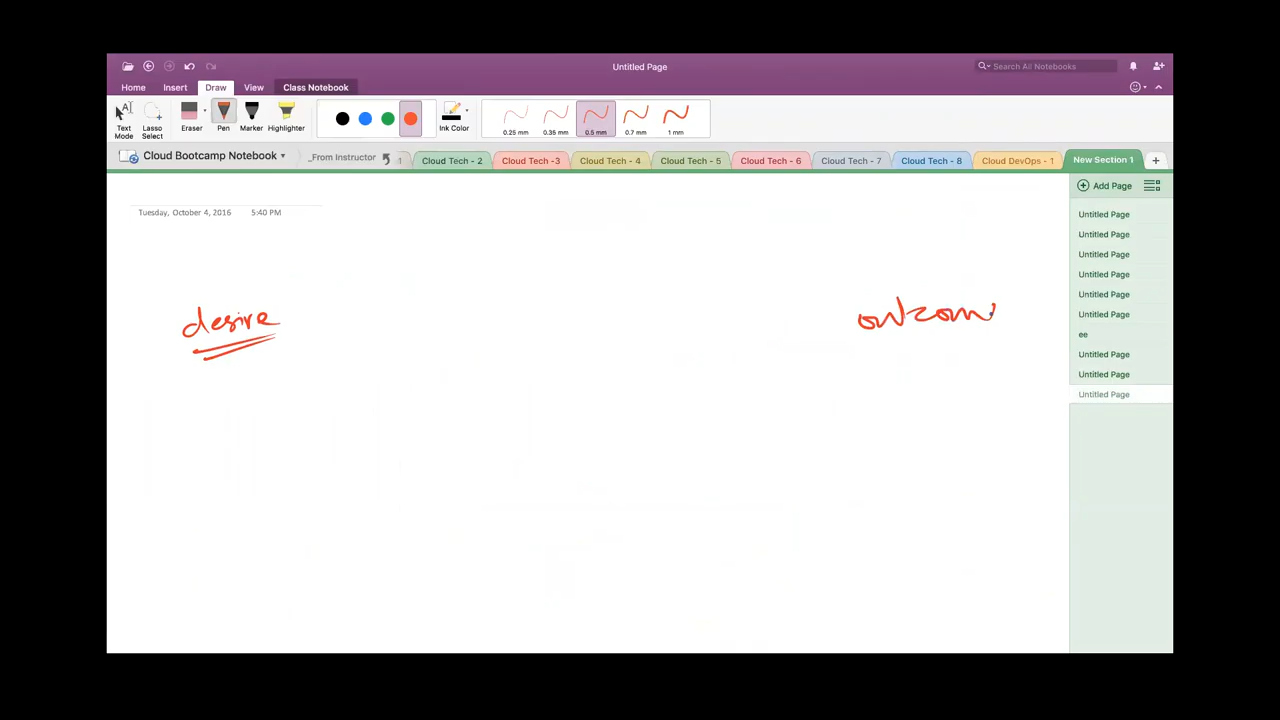 Untitled Page
Search All Notebooks
Home Insert Draw View Class Notebook
Text Mode
Lasso Select
Eraser
Pen
Marker
Highlighter
Ink Color
0.25 mm 0.35 mm 0.5 mm 0.7 mm 1 mm
Cloud Bootcamp Notebook
_From Instructor
1
Cloud Tech - 2
Cloud Tech -3
Cloud Tech - 4
Cloud Tech - 5
Cloud Tech - 6
Cloud Tech - 7
Cloud Tech - 8
Cloud DevOps - 1
New Section 1
Add Page
Tuesday, October 4, 2016 5:40 PM
desire
outcom
Untitled Page
Untitled Page
Untitled Page
Untitled Page
Untitled Page
Untitled Page
ee
Untitled Page
Untitled Page
Untitled Page